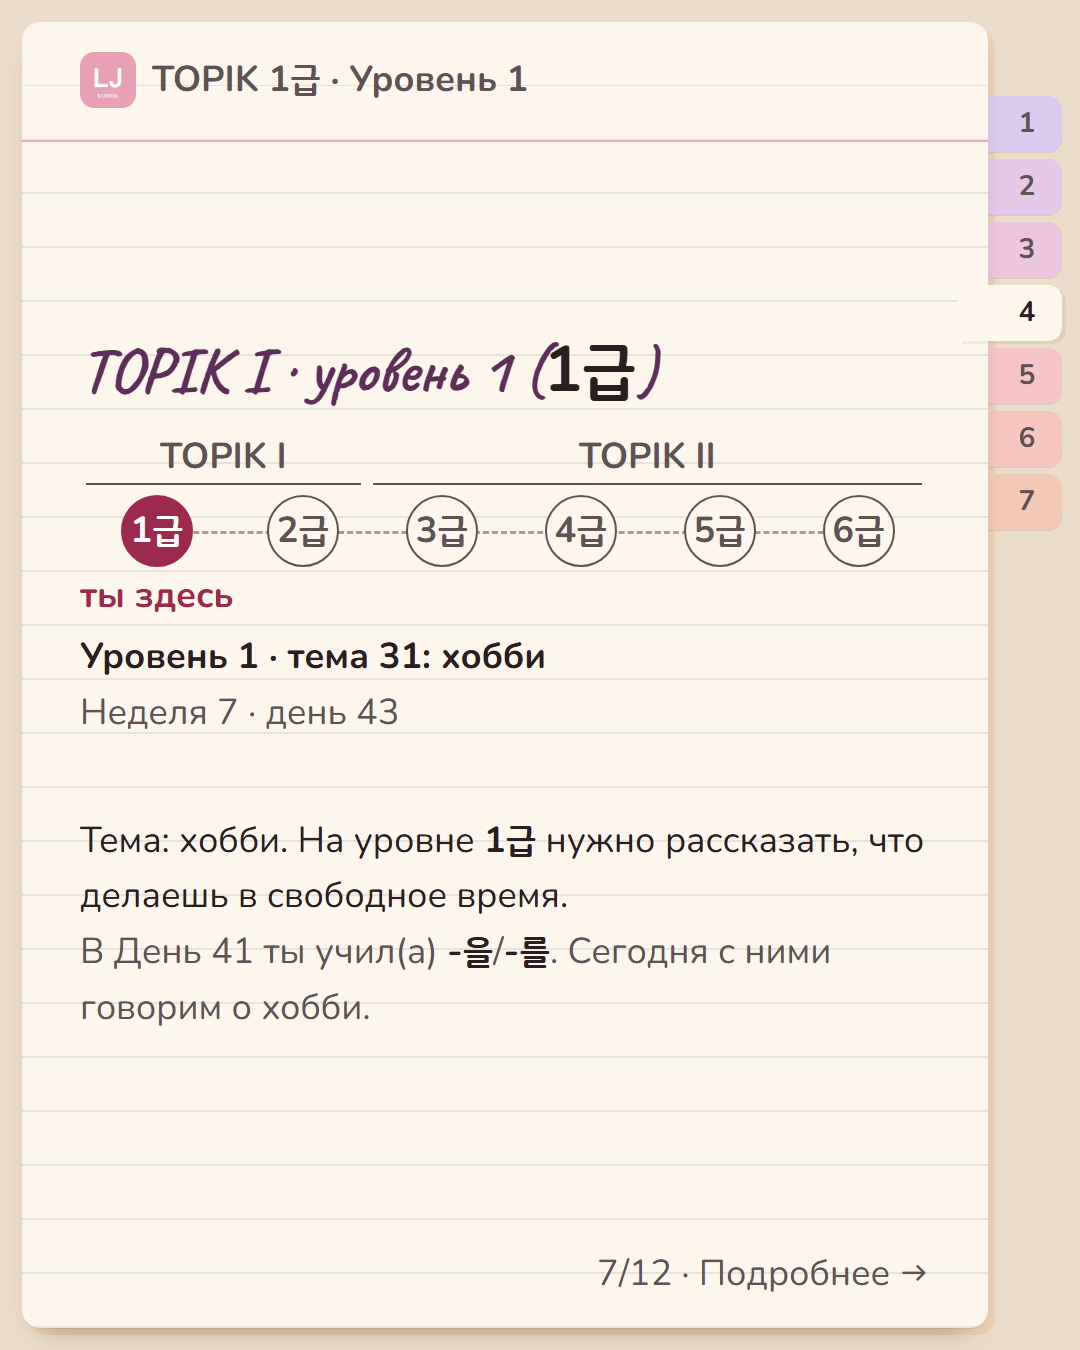 LJ
SCHOOL
TOPIK 1급 · Уровень 1
1
2
3
4
5
6
7
TOPIK I · уровень 1 (1급)
TOPIK I
TOPIK II
1급
2급
3급
4급
5급
6급
ты здесь
Уровень 1 · тема 31: хобби
Неделя 7 · день 43
Тема: хобби. На уровне 1급 нужно рассказать, что
делаешь в свободное время.
В День 41 ты учил(а) -을/-를. Сегодня с ними
говорим о хобби.
7/12 · Подробнее →